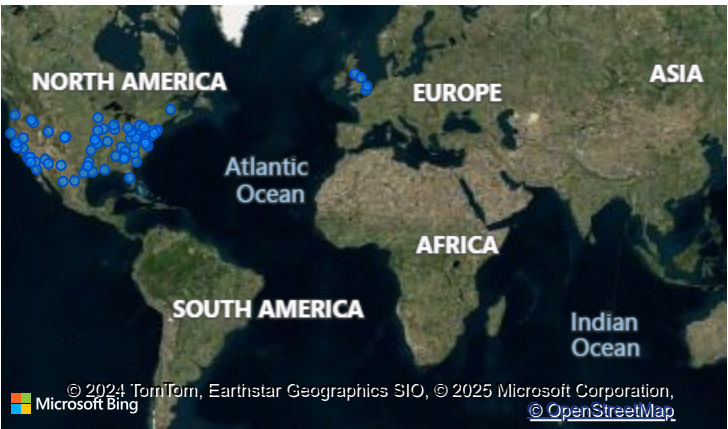 NORTH AMERICA
EUROPE
ASIA
Atlantic
Ocean
AFRICA
SOUTH AMERICA
Indian
Ocean
© 2024 TomTom, Earthstar Geographics SIO, © 2025 Microsoft Corporation,
Microsoft Bing
© OpenStreetMap